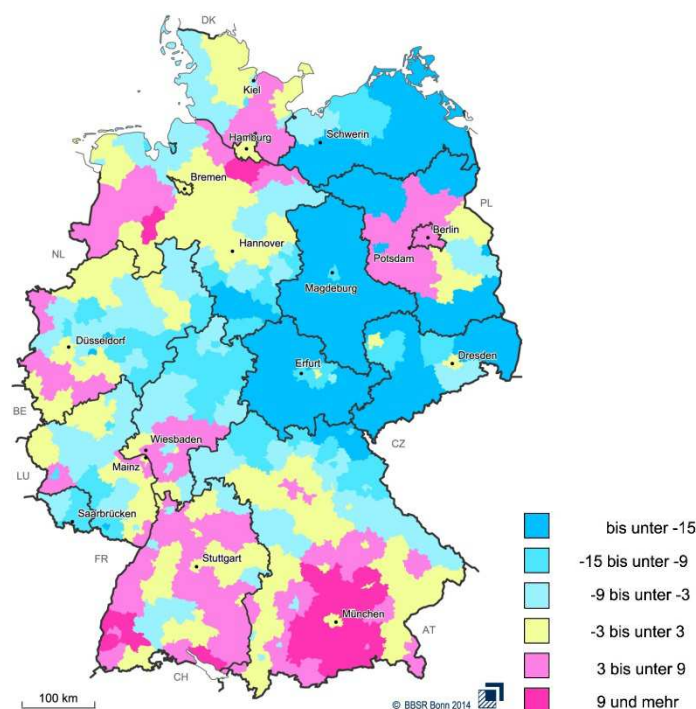 DK
Kiel
Hamburg
Schwerin
Bremen
PL
Berlin
Hannover
NL
Potsdam
Magdeburg
Düsseldorf
Erfurt
Dresden
BE
Wiesbaden
CZ
Mainz
LU
Saarbrücken
FR
Stuttgart
München
AT
CH
bis unter -15
-15 bis unter -9
-9 bis unter -3
-3 bis unter 3
3 bis unter 9
9 und mehr
100 km
© BBSR Bonn 2014